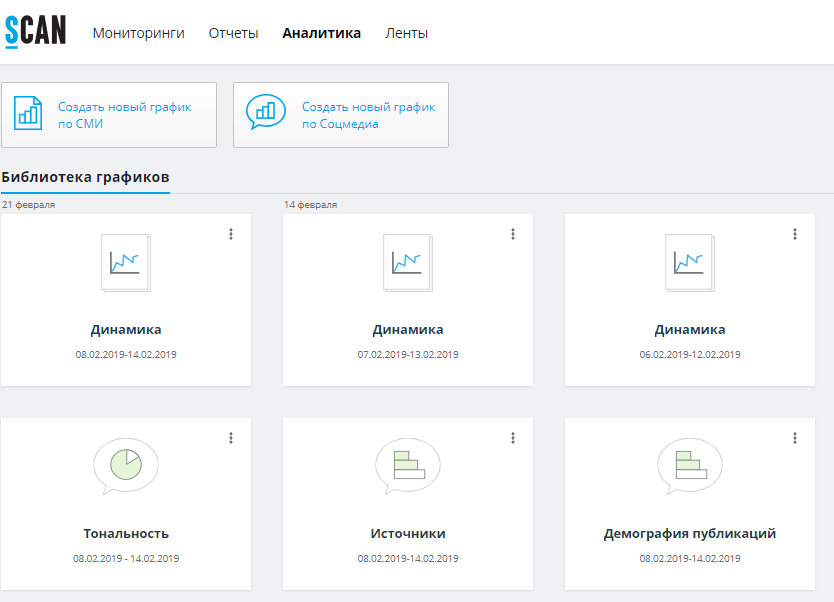 SCAN Мониторинги Отчеты Аналитика Ленты
Создать новый график
по СМИ
Создать новый график
по Соцмедиа
Библиотека графиков
21 февраля
14 февраля
Динамика
08.02.2019-14.02.2019
Динамика
07.02.2019-13.02.2019
Динамика
06.02.2019-12.02.2019
Тональность
08.02.2019 - 14.02.2019
Источники
08.02.2019-14.02.2019
Демография публикаций
08.02.2019-14.02.2019